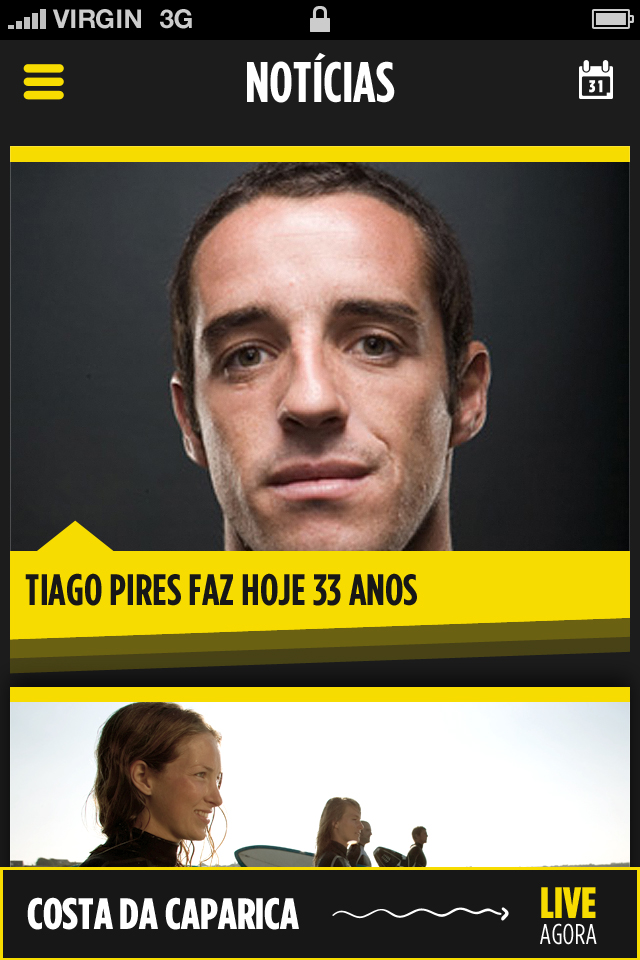 VIRGIN 3G
NOTÍCIAS
31
TIAGO PIRES FAZ HOJE 33 ANOS
COSTA DA CAPARICA
LIVE
AGORA